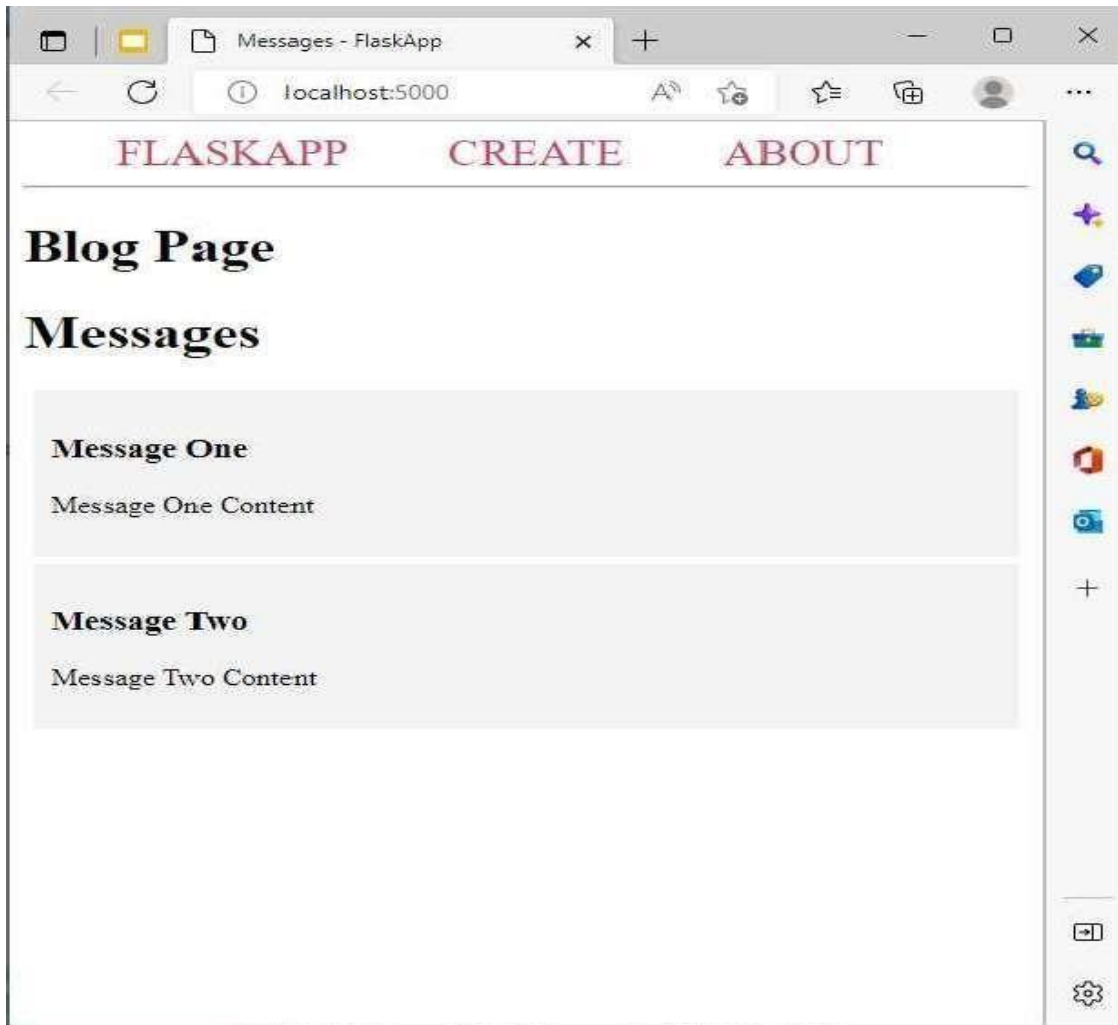 Messages - FlaskApp
localhost:5000
FLASKAPP CREATE ABOUT
Blog Page
Messages
Message One
Message One Content
Message Two
Message Two Content